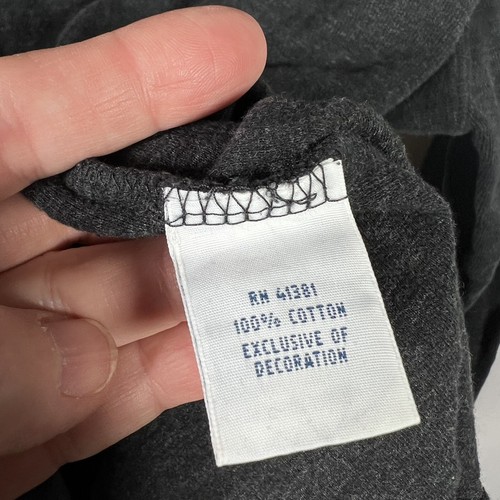 RN 41381
100% COTTON
EXCLUSIVE OF
DECORATION